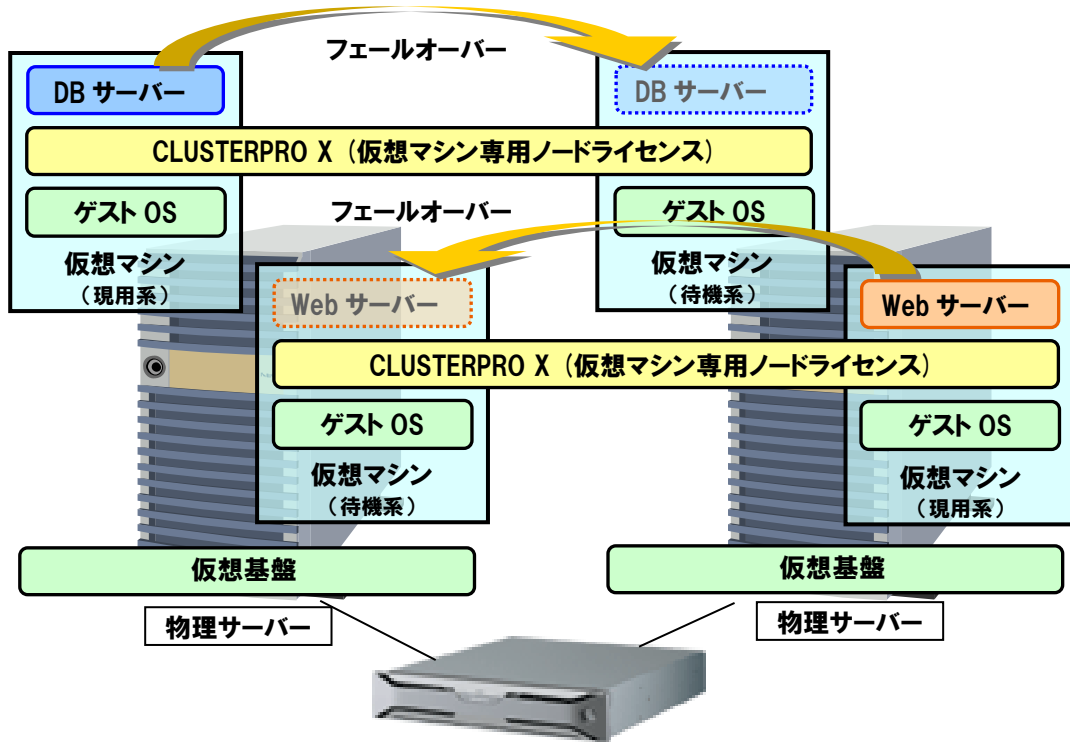 フェールオーバー
DB サーバー
DB サーバー
CLUSTERPRO X (仮想マシン専用ノードライセンス)
ゲスト OS
フェールオーバー
ゲスト OS
仮想マシン
(現用系)
仮想マシン
(待機系)
Web サーバー
Web サーバー
CLUSTERPRO X (仮想マシン専用ノードライセンス)
ゲスト OS
ゲスト OS
仮想マシン
(待機系)
仮想マシン
(現用系)
仮想基盤
仮想基盤
物理サーバー
物理サーバー